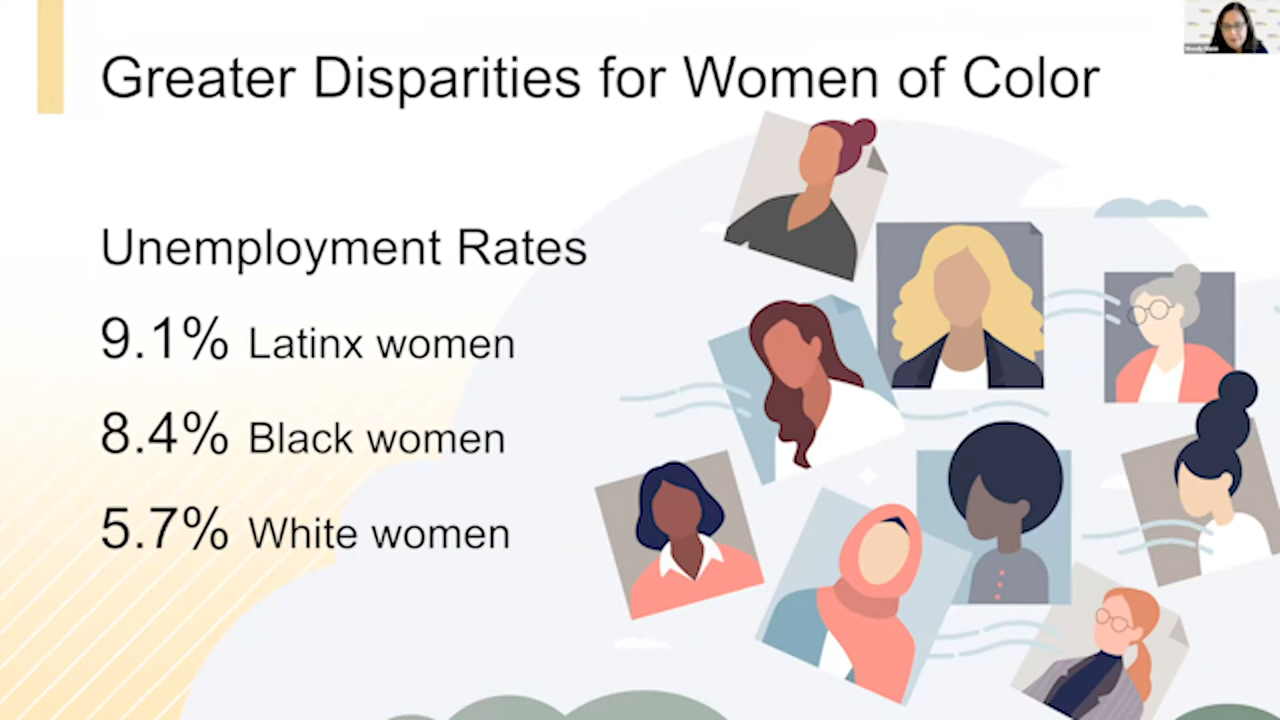 Greater Disparities for Women of Color
Unemployment Rates
9.1% Latinx women
8.4% Black women
5.7% White women